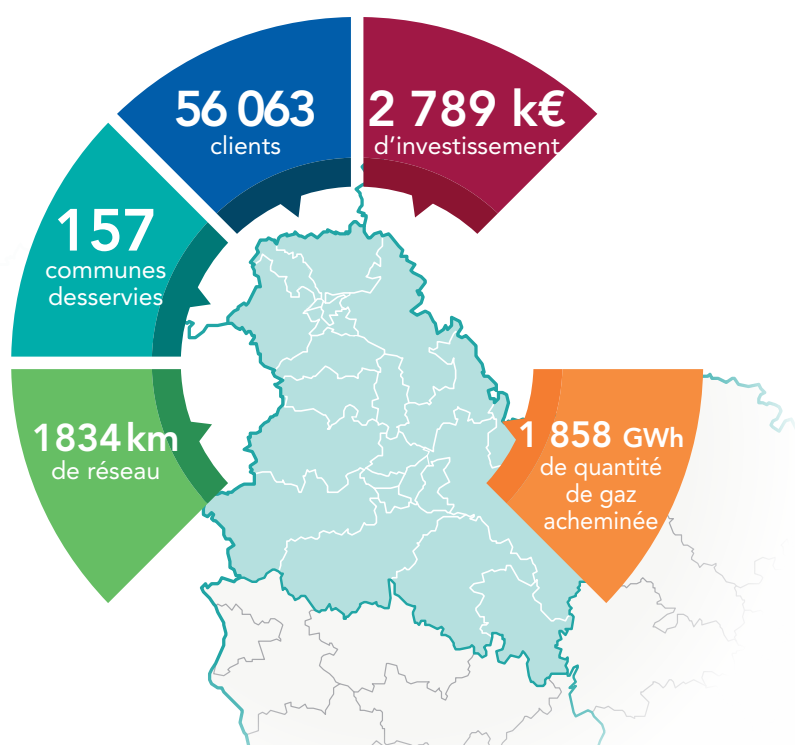 56 063
clients
2 789 k€
d’investissement
157
communes
desservies
1834 km
de réseau
1 858 GWh
de quantité
de gaz
acheminée